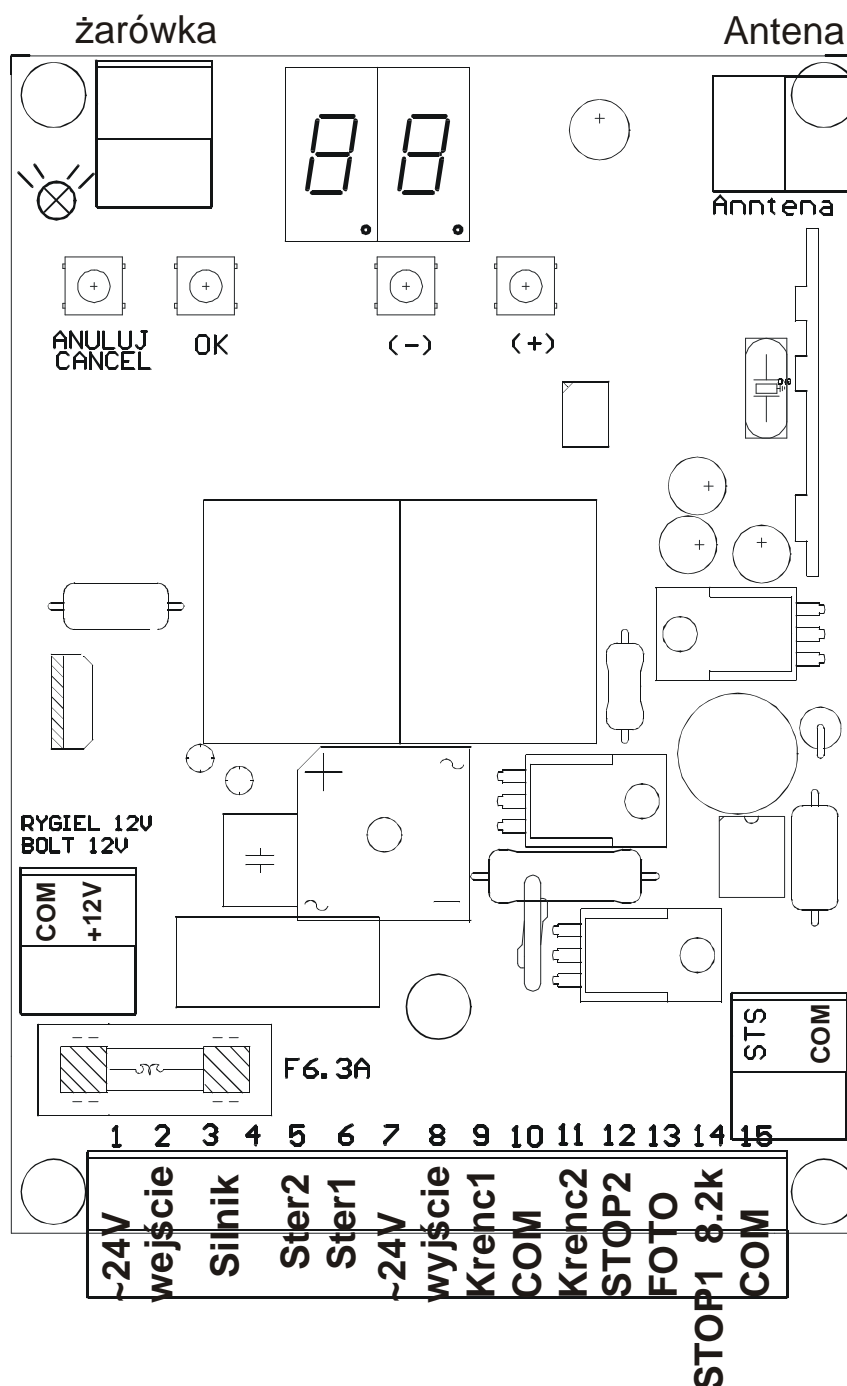 żarówka
Antena
Anntena
ANULUJ
CANCEL
OK
(-)
(+)
RYGIEL 12V
BOLT 12V
COM
+12V
STS
COM
F6.3A
1 2 3 4 5 6 7 8 9 10 11 12 13 14 15
~24V
wejście
Silnik
Ster2
Ster1
~24V
wyjście
Krenc1
COM
Krenc2
STOP2
FOTO
STOP1 8.2k
COM